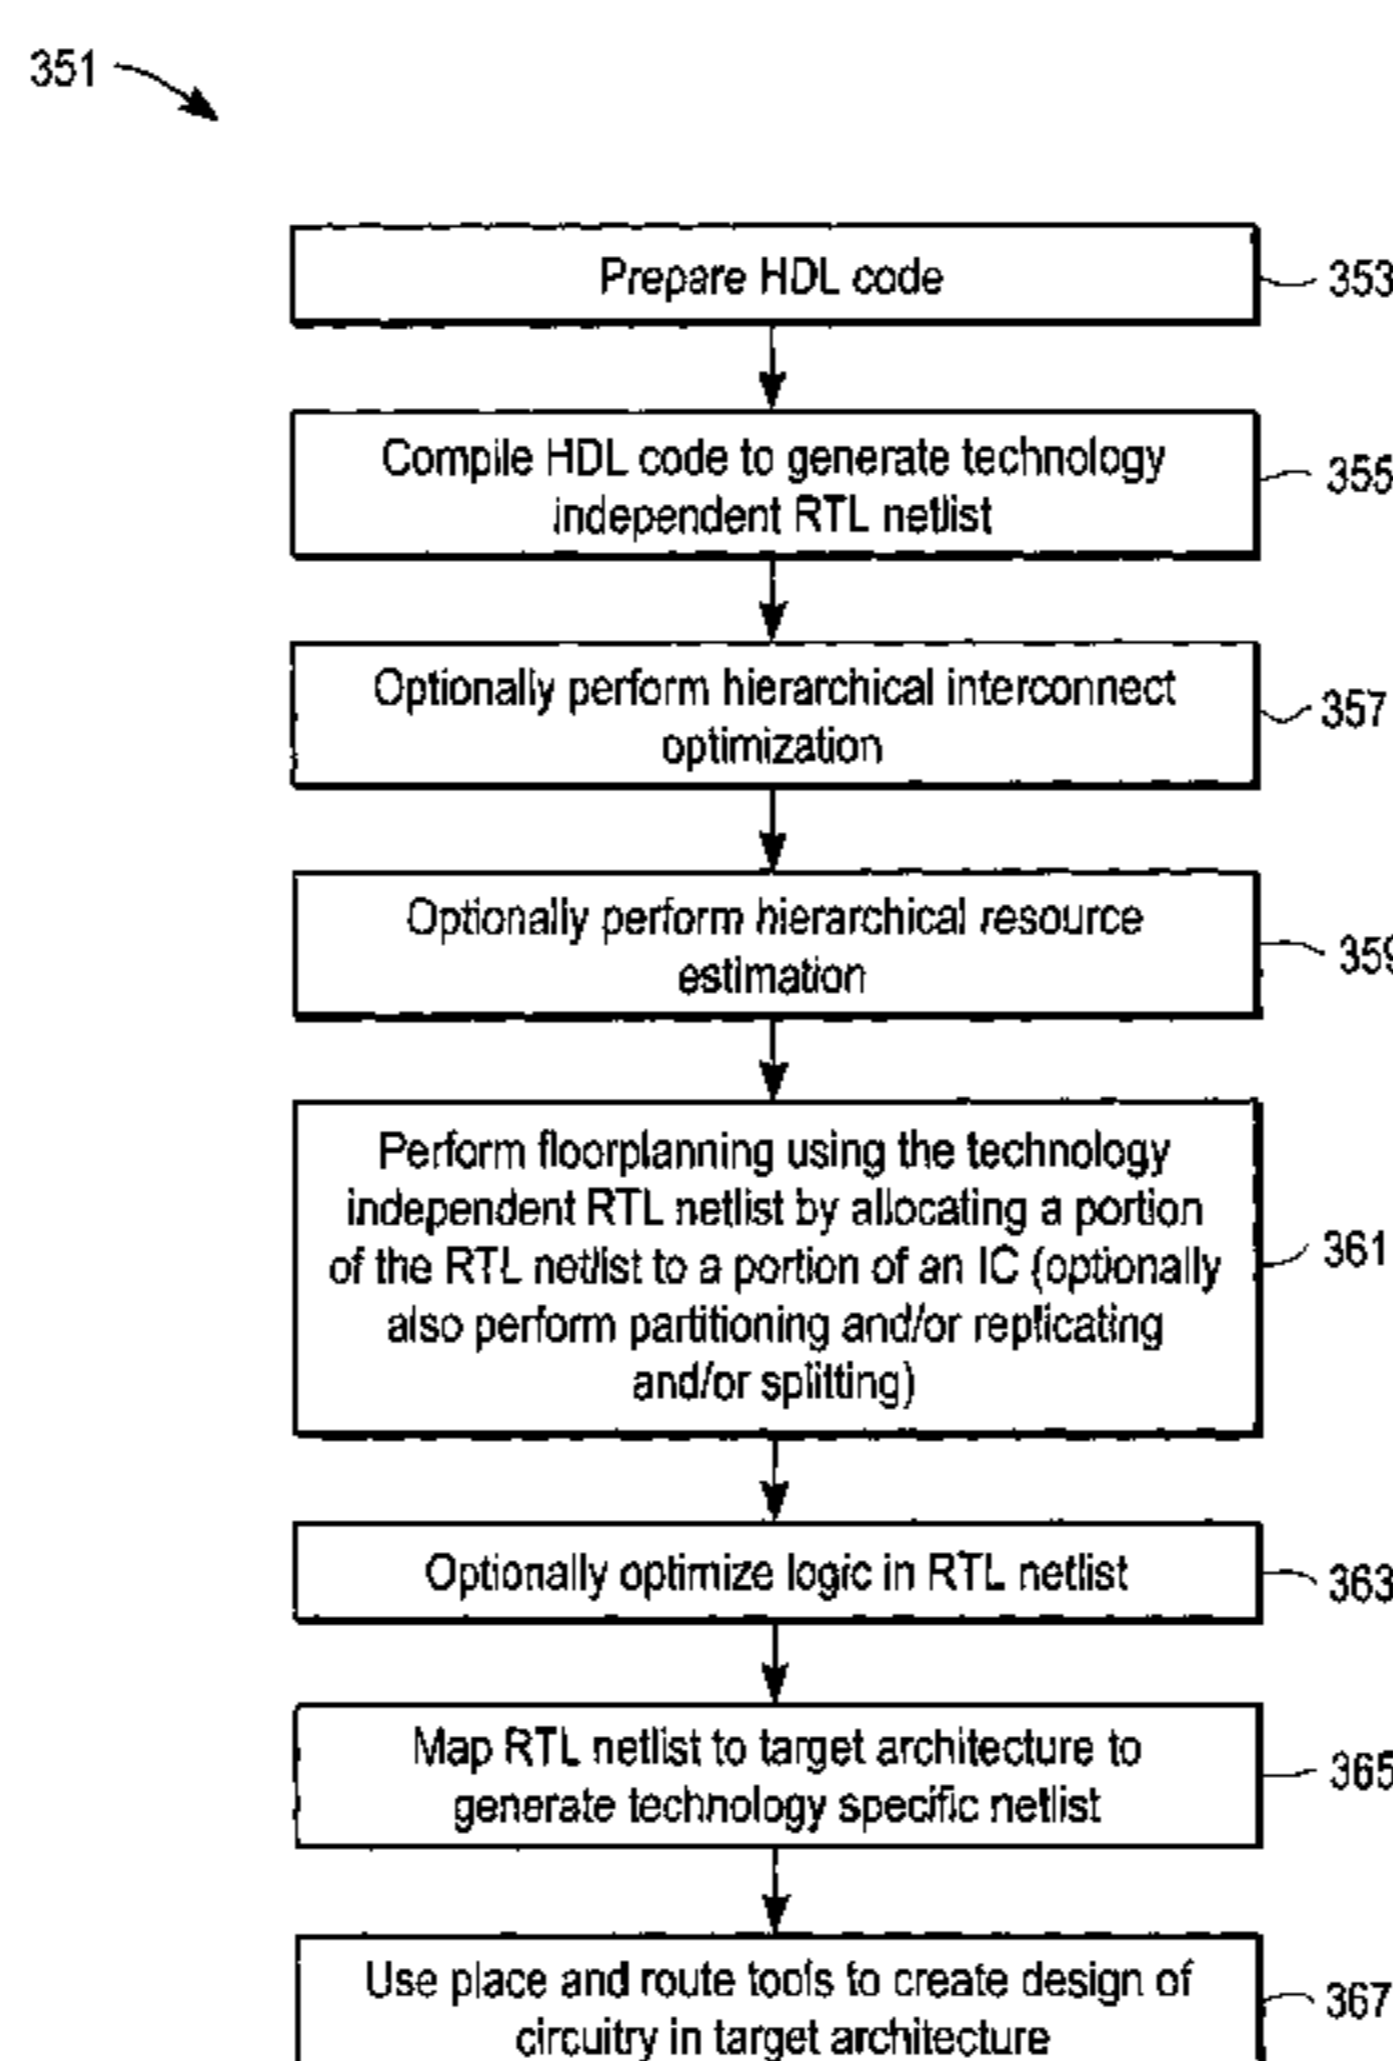 351
Prepare HDL code
353
Compile HDL code to generate technology
independent RTL netlist
355
Optionally perform hierarchical interconnect
optimization
357
Optionally perform hierarchical resource
estimation
359
Perform floorplanning using the technology
independent RTL netlist by allocating a portion
of the RTL netlist to a portion of an IC (optionally
also perform partitioning and/or replicating
and/or splitting)
361
Optionally optimize logic in RTL netlist
363
Map RTL netlist to target architecture to
generate technology specific netlist
365
Use place and route tools to create design of
circuitry in target architecture
367